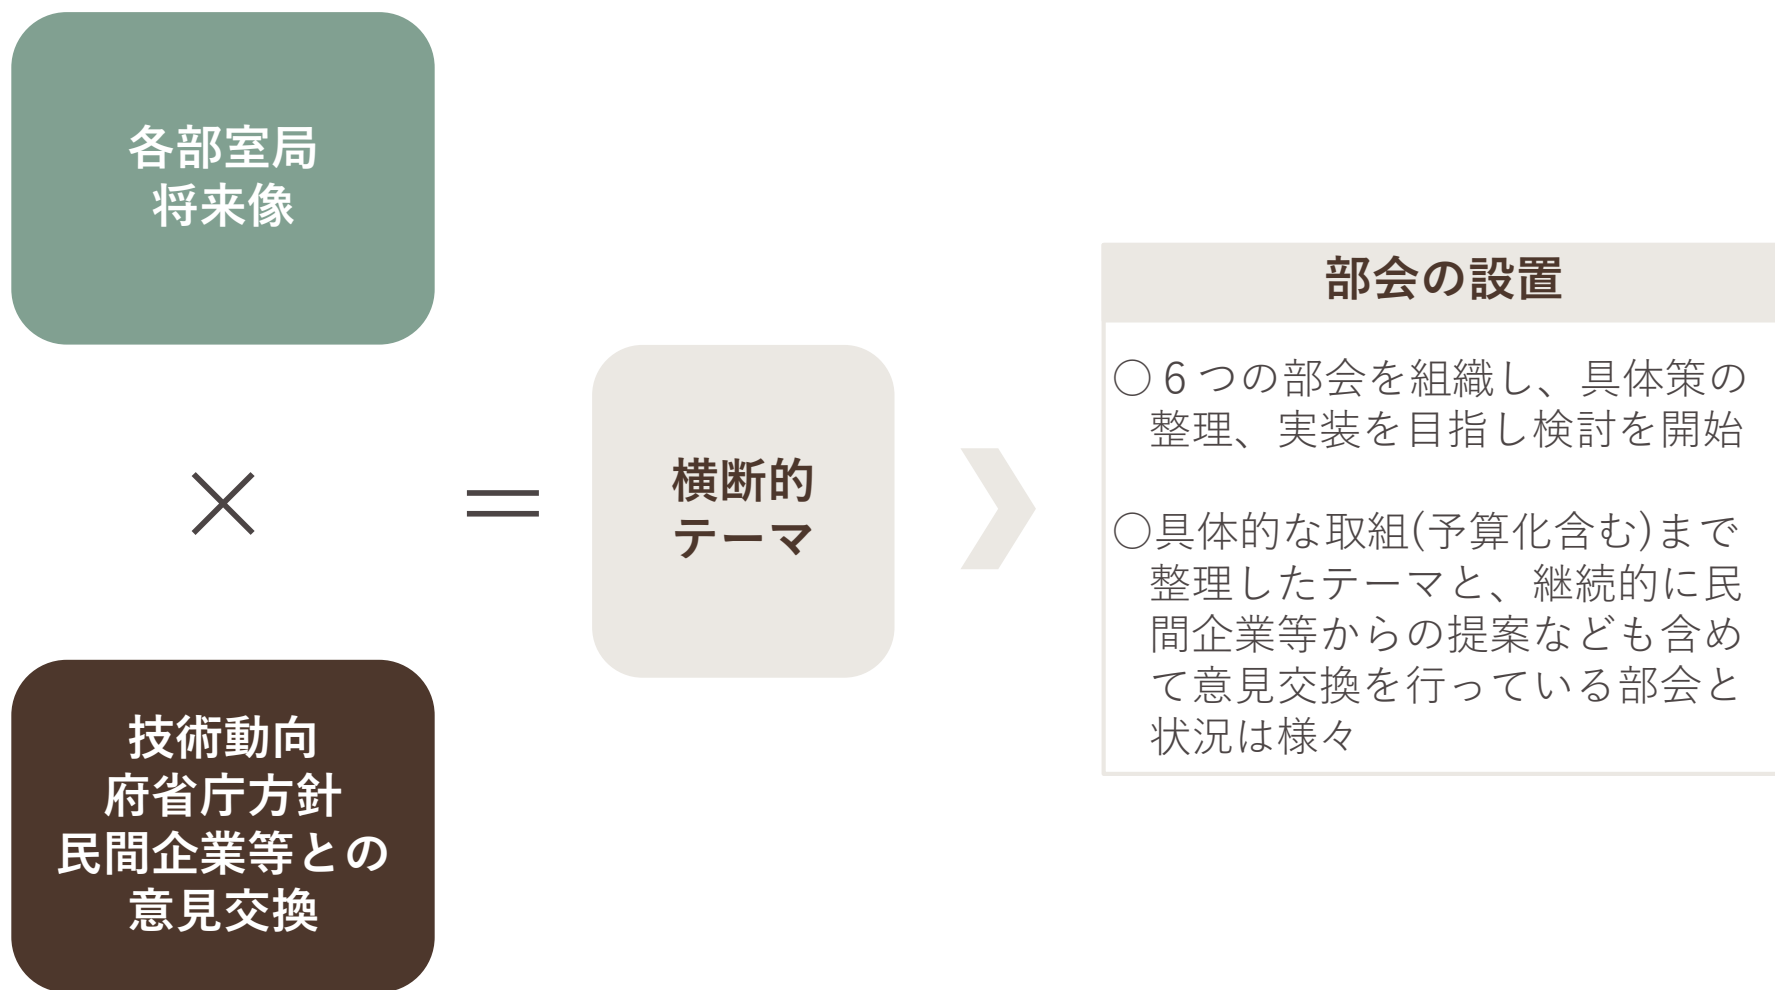 各部室局
将来像
×
技術動向
府省庁方針
民間企業等との
意見交換
＝
横断的
テーマ
部会の設置
○６つの部会を組織し、具体策の
整理、実装を目指し検討を開始
○具体的な取組(予算化含む)まで
整理したテーマと、継続的に民
間企業等からの提案なども含め
て意見交換を行っている部会と
状況は様々